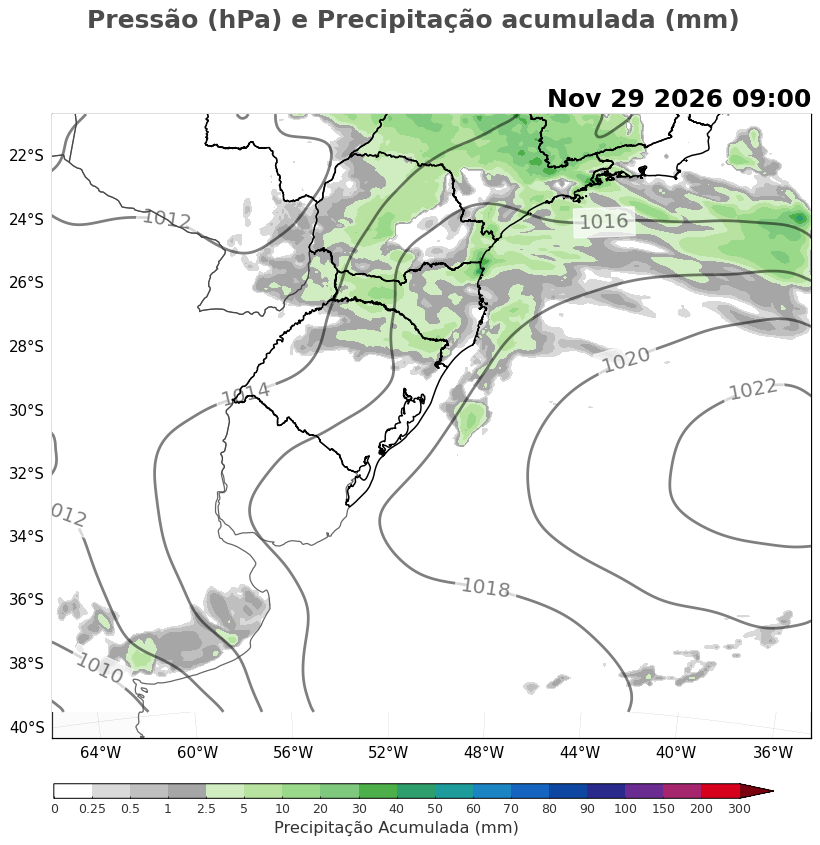 Pressão (hPa) e Precipitação acumulada (mm)
Nov 29 2026 09:00
22°S
24°S
26°S
28°S
30°S
32°S
34°S
36°S
38°S
40°S
1012
1016
1020
1022
1014
012
1018
1010
64°W 60°W 56°W 52°W 48°W 44°W 40°W 36°W
0 0.25 0.5 1 2.5 5 10 20 30 40 50 60 70 80 90 100 150 200 300
Precipitação Acumulada (mm)